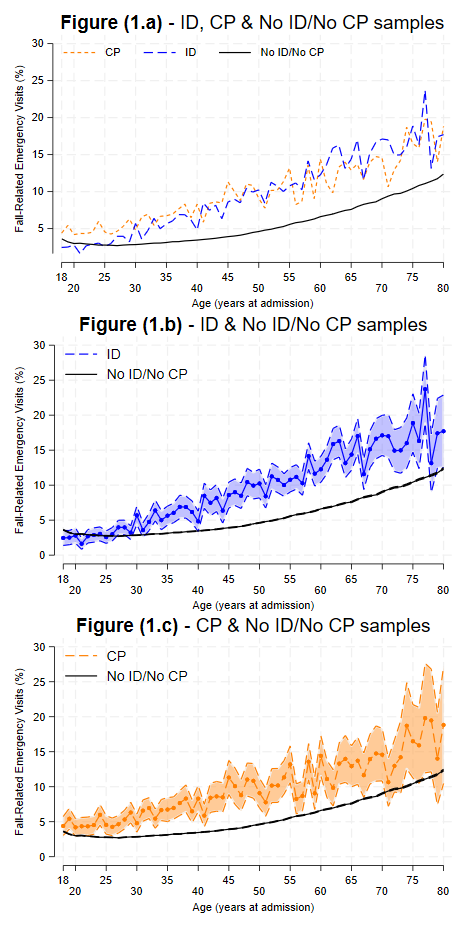 Figure (1.a) - ID, CP & No ID/No CP samples
30
CP ID No ID/No CP
25
20
15
10
5
Fall-Related Emergency Visits (%)
18 25 35 45 55 65 75
20 30 40 50 60 70 80
Age (years at admission)
Figure (1.b) - ID & No ID/No CP samples
30
ID
No ID/No CP
25
20
15
10
5
0
Fall-Related Emergency Visits (%)
18 25 35 45 55 65 75
20 30 40 50 60 70 80
Age (years at admission)
Figure (1.c) - CP & No ID/No CP samples
30
CP
No ID/No CP
25
20
15
10
5
0
Fall-Related Emergency Visits (%)
18 25 35 45 55 65 75
20 30 40 50 60 70 80
Age (years at admission)